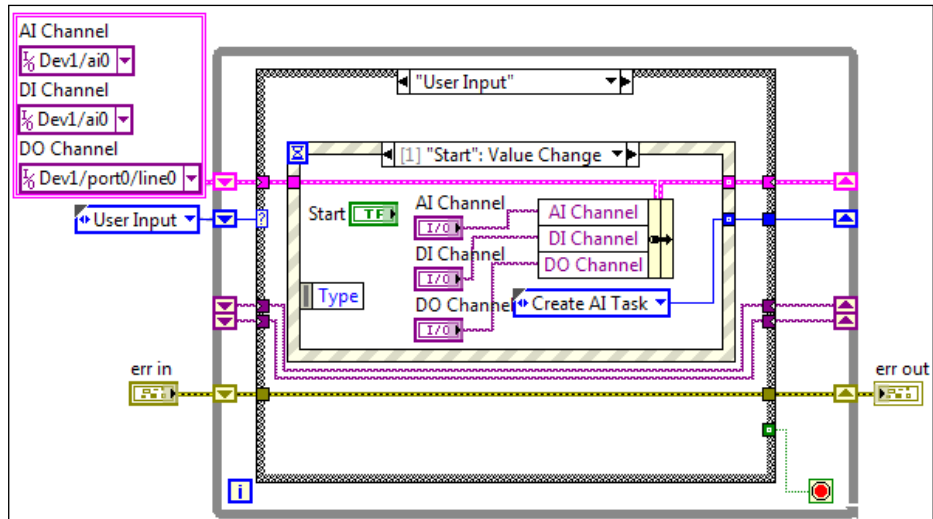 AI Channel
I/O Dev1/ai0
DI Channel
I/O Dev1/ai0
DO Channel
I/O Dev1/port0/line0
User Input
?
"User Input"
[1] "Start": Value Change
Start
TF
AI Channel
I/O
DI Channel
I/O
DO Channel
I/O
AI Channel
DI Channel
DO Channel
Create AI Task
Type
err in
err out
i